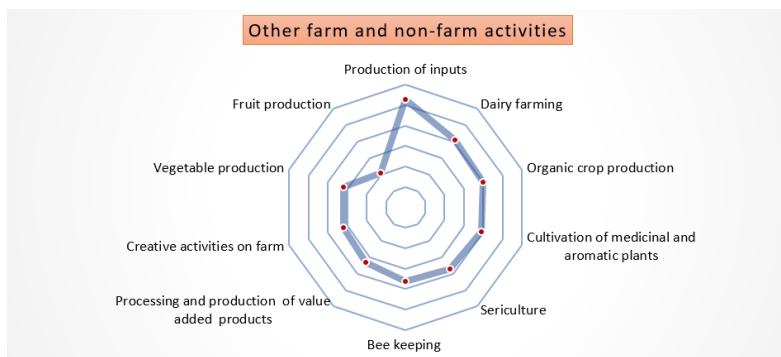 Other farm and non-farm activities
Production of inputs
Dairy farming
Organic crop production
Cultivation of medicinal and
aromatic plants
Sericulture
Bee keeping
Processing and production of value
added products
Creative activities on farm
Vegetable production
Fruit production